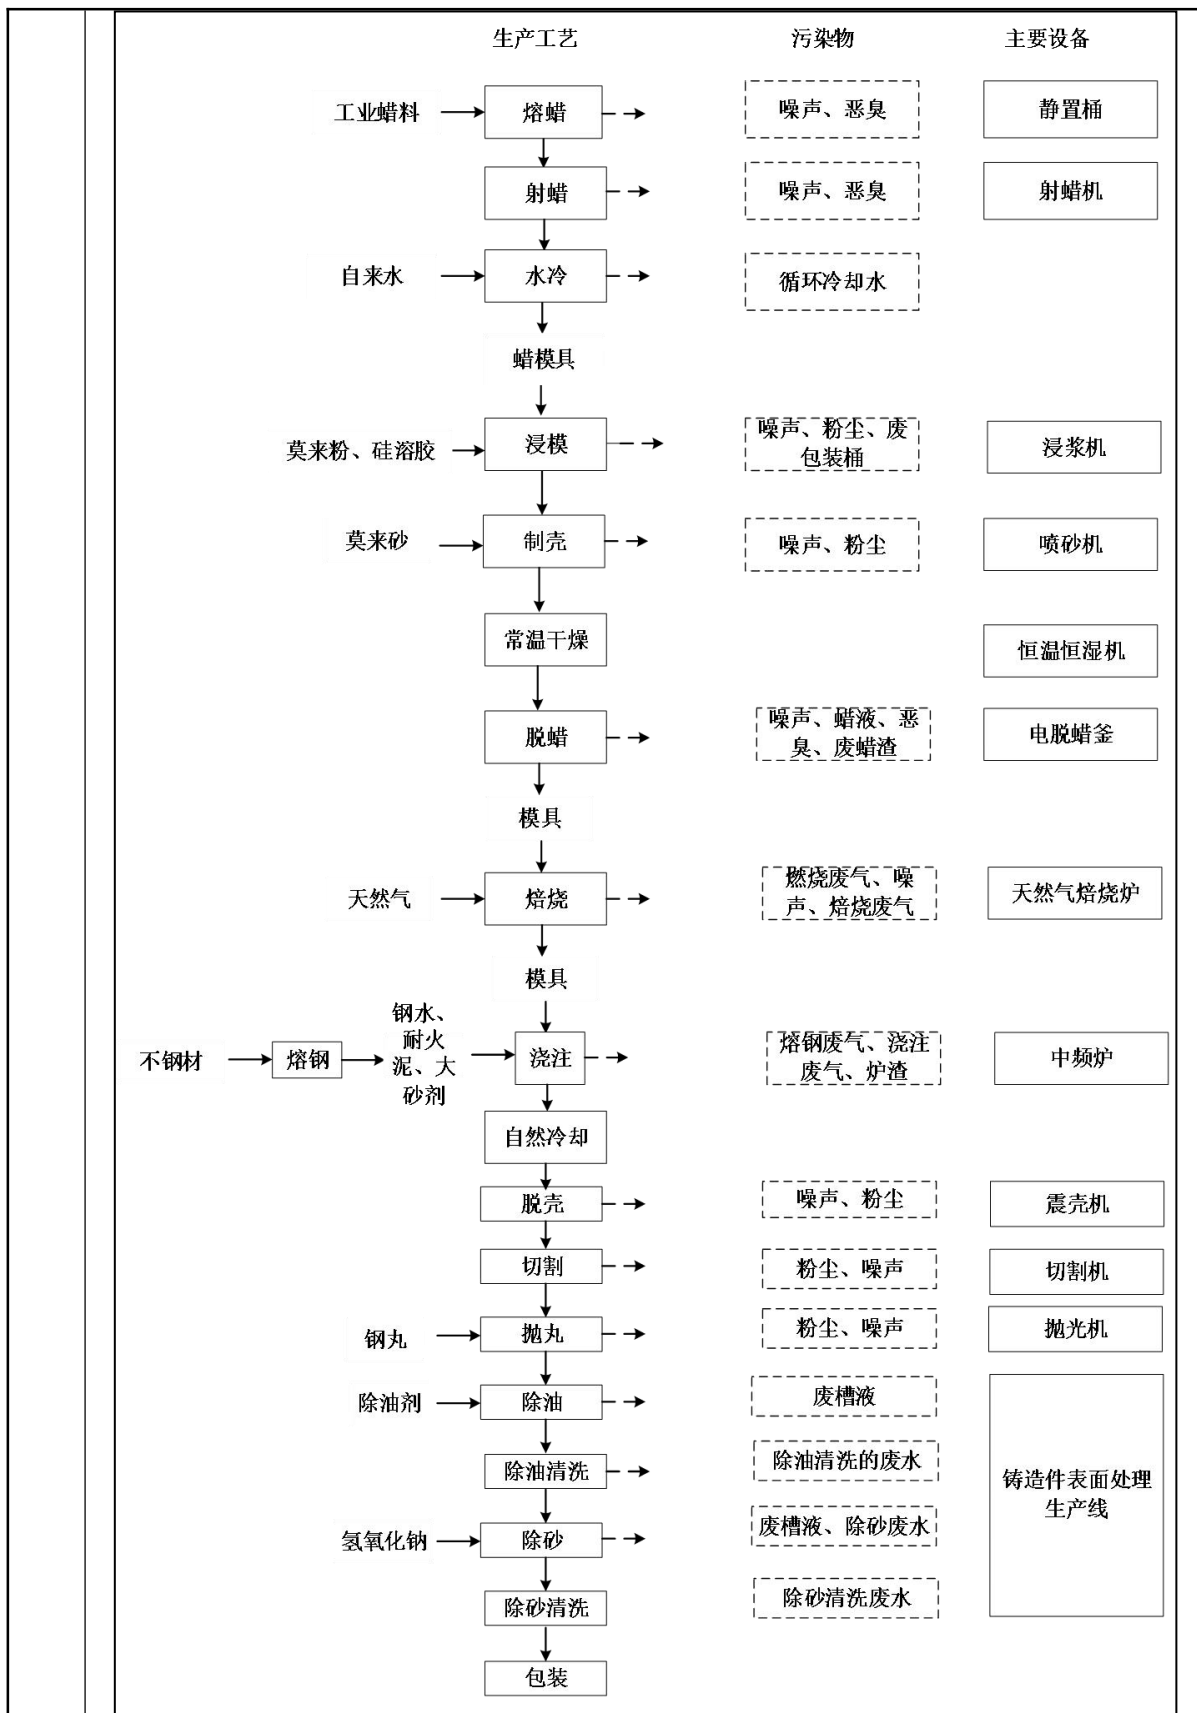 生产工艺 污染物 主要设备
工业蜡料 熔蜡 噪声、恶臭 静置桶
射蜡 噪声、恶臭 射蜡机
自来水 水冷 循环冷却水
蜡模具
莫来粉、硅溶胶 浸模 噪声、粉尘、废
包装桶 浸浆机
莫来砂 制壳 噪声、粉尘 喷砂机
常温干燥 恒温恒湿机
脱蜡 噪声、蜡液、恶
臭、废蜡渣 电脱蜡釜
模具
天然气 焙烧 燃烧废气、噪
声、焙烧废气 天然气焙烧炉
模具
不钢材 熔钢 钢水、
耐火
泥、大
砂剂 浇注 熔钢废气、浇注
废气、炉渣 中频炉
自然冷却
脱壳 噪声、粉尘 震壳机
切割 粉尘、噪声 切割机
钢丸 抛丸 粉尘、噪声 抛光机
除油剂 除油 废槽液
除油清洗 除油清洗的废水
铸造件表面处理
生产线
氢氧化钠 除砂 废槽液、除砂废水
除砂清洗 除砂清洗废水
包装